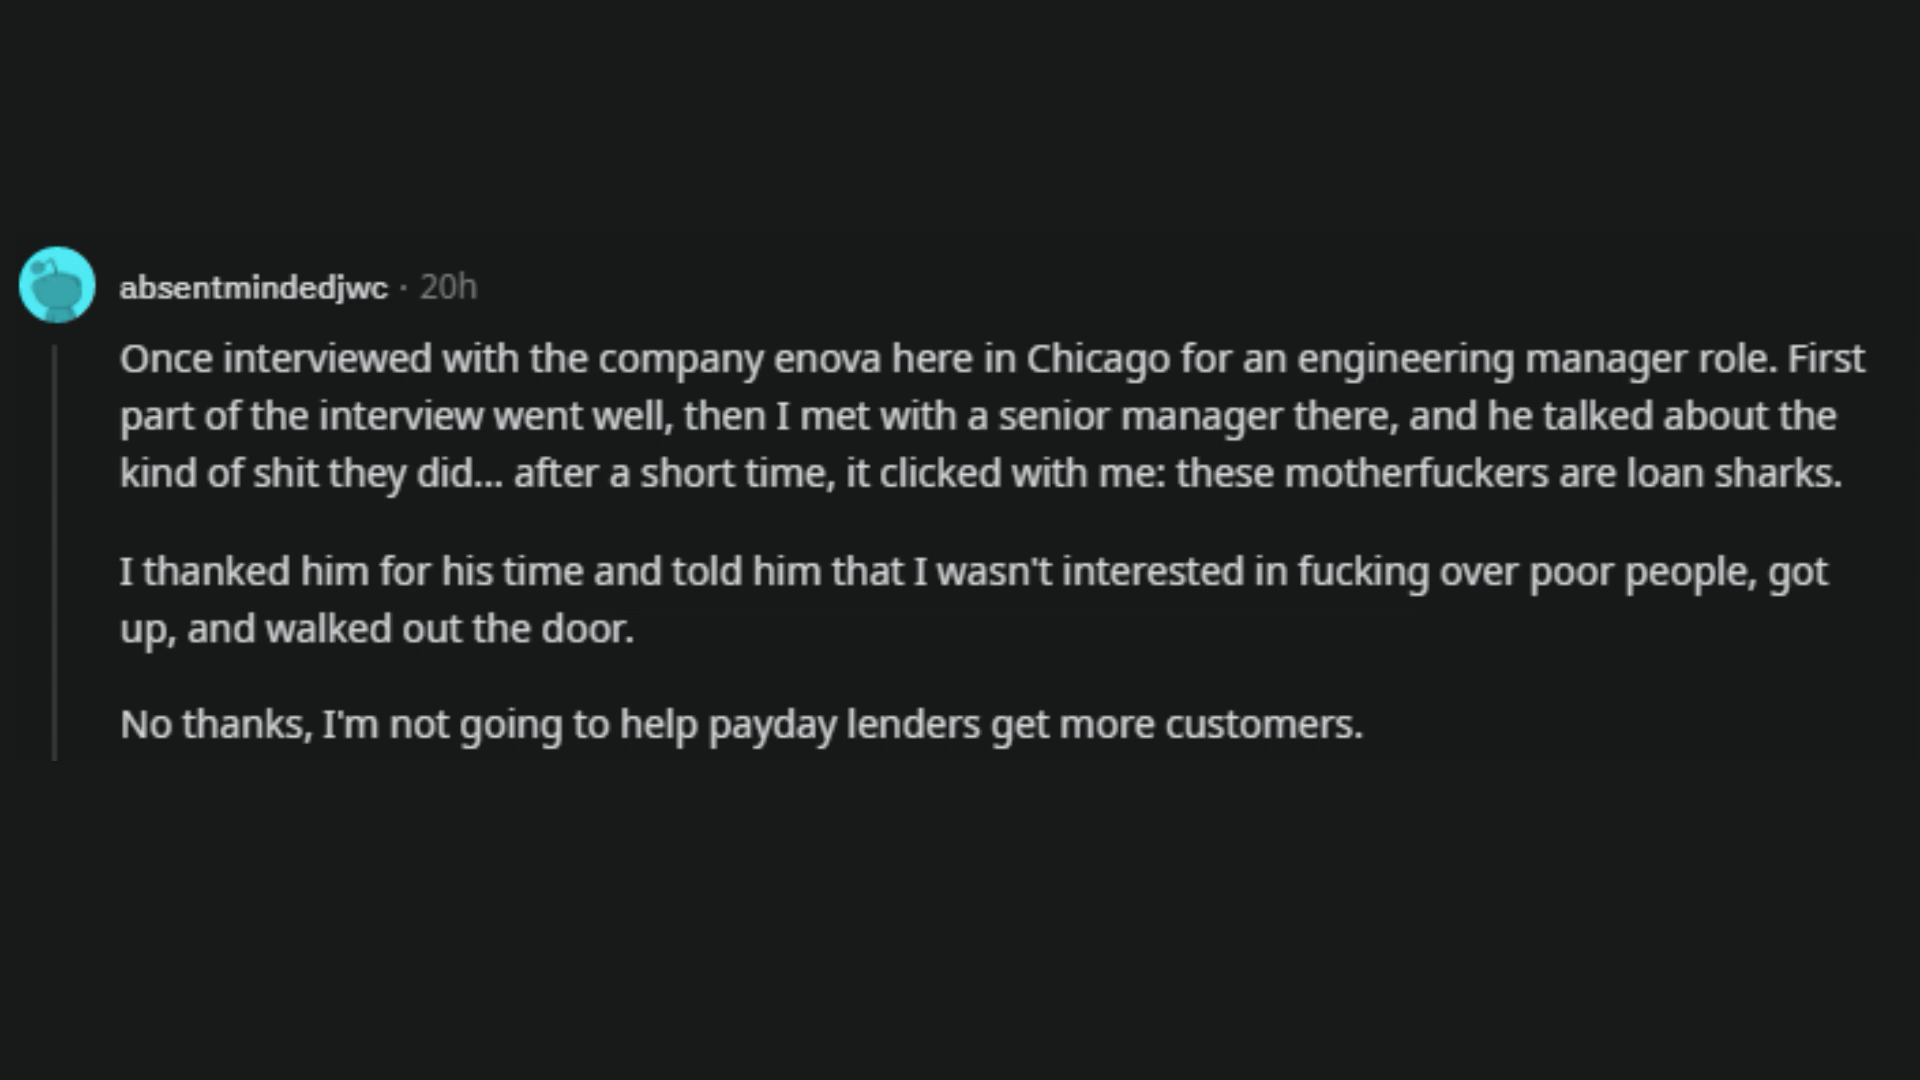 absentmindedjwc · 20h
Once interviewed with the company enova here in Chicago for an engineering manager role. First
part of the interview went well, then I met with a senior manager there, and he talked about the
kind of shit they did... after a short time, it clicked with me: these motherfuckers are loan sharks.
I thanked him for his time and told him that I wasn't interested in fucking over poor people, got
up, and walked out the door.
No thanks, I'm not going to help payday lenders get more customers.